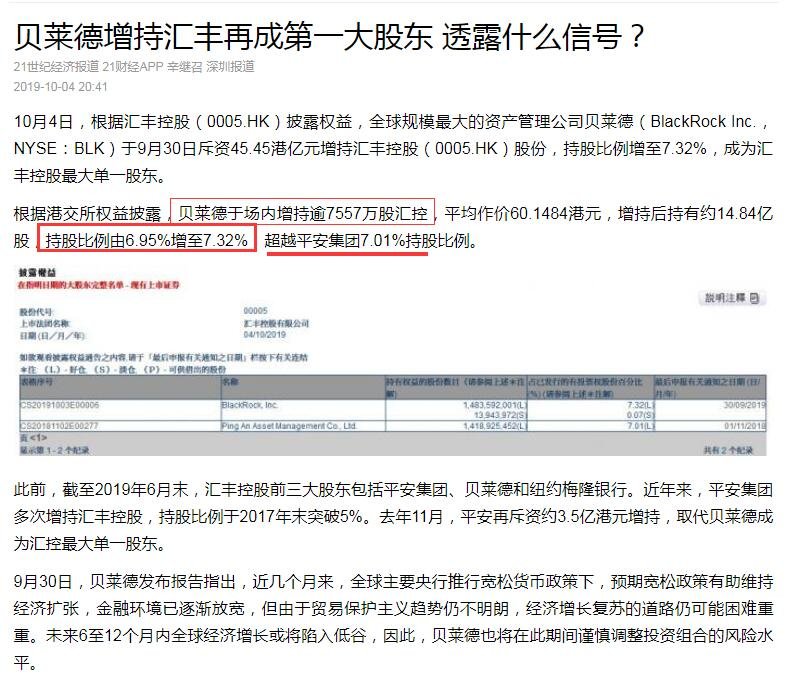 贝莱德增持汇丰再成第一大股东 透露什么信号？
21世纪经济报道 21财经APP 辛继召 深圳报道
2019-10-04 20:41
10月4日，根据汇丰控股（0005.HK）披露权益，全球规模最大的资产管理公司贝莱德（BlackRock Inc.，
NYSE：BLK）于9月30日斥资45.45港亿元增持汇丰控股（0005.HK）股份，持股比例增至7.32%，成为汇
丰控股最大单一股东。
根据港交所权益披露，贝莱德于场内增持逾7557万股汇控，平均作价60.1484港元，增持后持有约14.84亿
股，持股比例由6.95%增至7.32%，超越平安集团7.01%持股比例。
披露權益
在指明日期的大股东完整名单 - 现有上市证券
説明注釋
股份代号: 00005
上市法团名称: 汇丰控股有限公司
日期 (日/月/年): 04/10/2019
如欲观看披露权益通告之内容,请于「最后申报有关通知之日期」栏按下有关连结
*注: (L) - 好仓, (S) - 淡仓, (P) - 可供借出的股份
表格序号 名称 持有权益的股份数目 (请参阅上述*注解) 占已发行的有投票权股份百分比 (%) (请参阅上述*注解) 最后申报有关通知之日期 (日/月/年)
CS20191003E00006 BlackRock, Inc. 1,483,592,001(L) 7.32(L) 30/09/2019
13,943,972(S) 0.07(S)
CS20181102E00277 Ping An Asset Management Co., Ltd. 1,418,925,452(L) 7.01(L) 01/11/2018
页 <1>
显示第 1 - 2 个纪录 共有 2 个纪录
此前，截至2019年6月末，汇丰控股前三大股东包括平安集团、贝莱德和纽约梅隆银行。近年来，平安集团
多次增持汇丰控股，持股比例于2017年末突破5%。去年11月，平安再斥资约3.5亿港元增持，取代贝莱德成
为汇控最大单一股东。
9月30日，贝莱德发布报告指出，近几个月来，全球主要央行推行宽松货币政策下，预期宽松政策有助维持
经济扩张，金融环境已逐渐放宽，但由于贸易保护主义趋势仍不明朗，经济增长复苏的道路仍可能困难重
重。未来6至12个月内全球经济增长或将陷入低谷，因此，贝莱德也将在此期间谨慎调整投资组合的风险水
平。